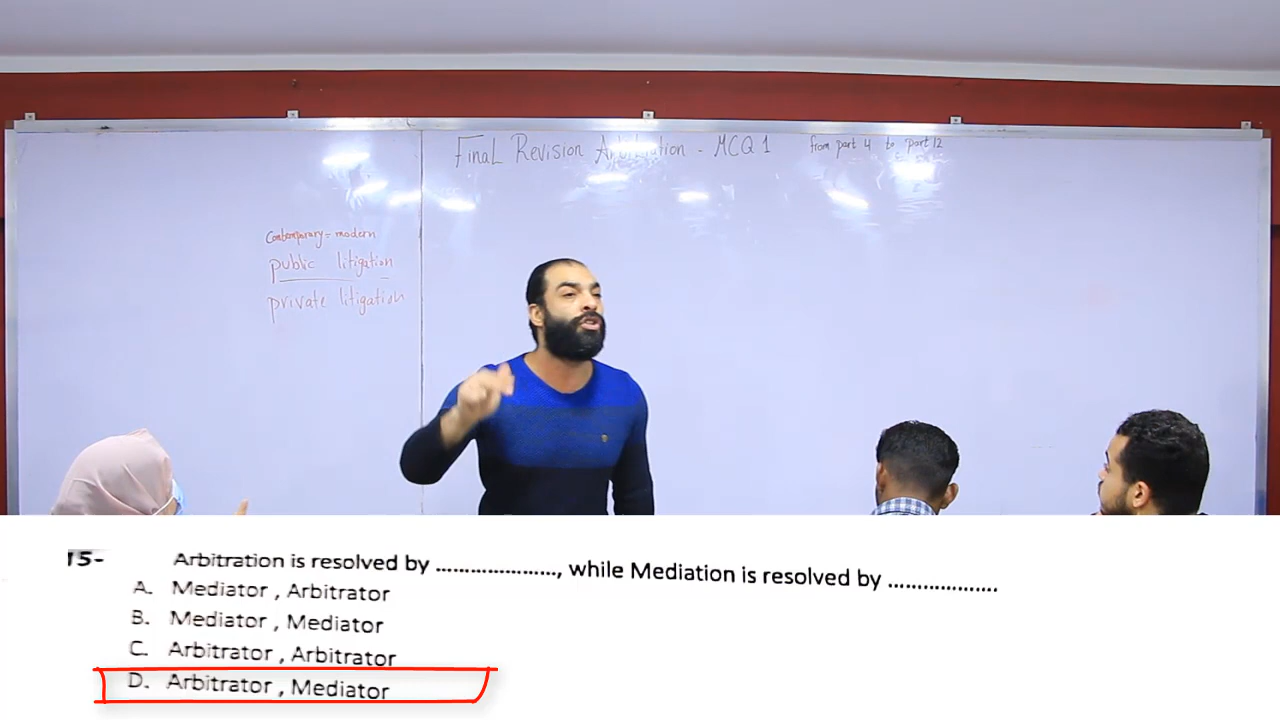 Final Revision Arbitration - MCQ 1 from part 4 to part 12
Contemporary = modern
public litigation
private litigation
15- Arbitration is resolved by ....................., while Mediation is resolved by ...................
A. Mediator , Arbitrator
B. Mediator , Mediator
C. Arbitrator , Arbitrator
D. Arbitrator , Mediator